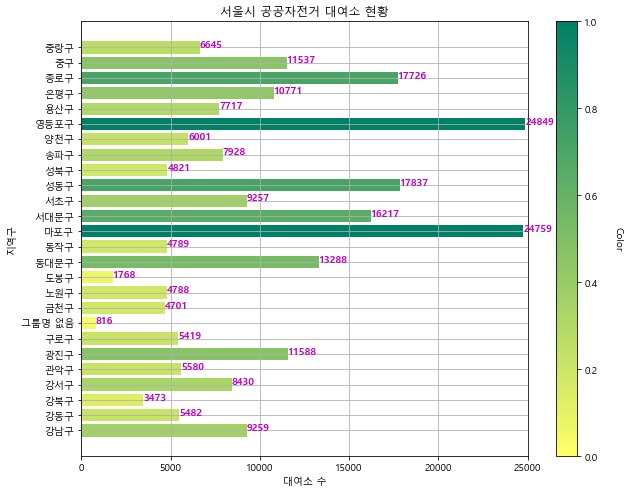 서울시 공공자전거 대여소 현황
지역구
중랑구 6645
중구 11537
종로구 17726
은평구 10771
용산구 7717
영등포구 24849
양천구 6001
송파구 7928
성북구 4821
성동구 17837
서초구 9257
서대문구 16217
마포구 24759
동작구 4789
동대문구 13288
도봉구 1768
노원구 4788
금천구 4701
그룹명 없음 816
구로구 5419
광진구 11588
관악구 5580
강서구 8430
강북구 3473
강동구 5482
강남구 9259
0 5000 10000 15000 20000 25000
대여소 수
1.0
0.8
0.6
0.4
0.2
0.0
Color